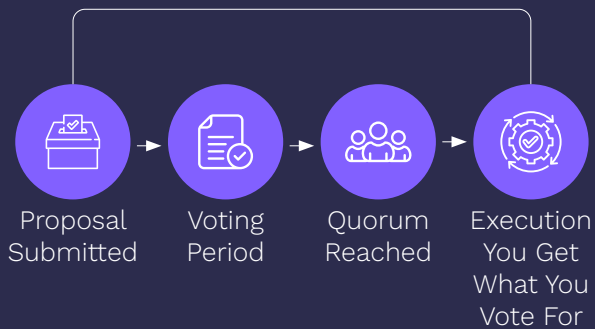 Proposal
Submitted
Voting
Period
Quorum
Reached
Execution
You Get
What You
Vote For